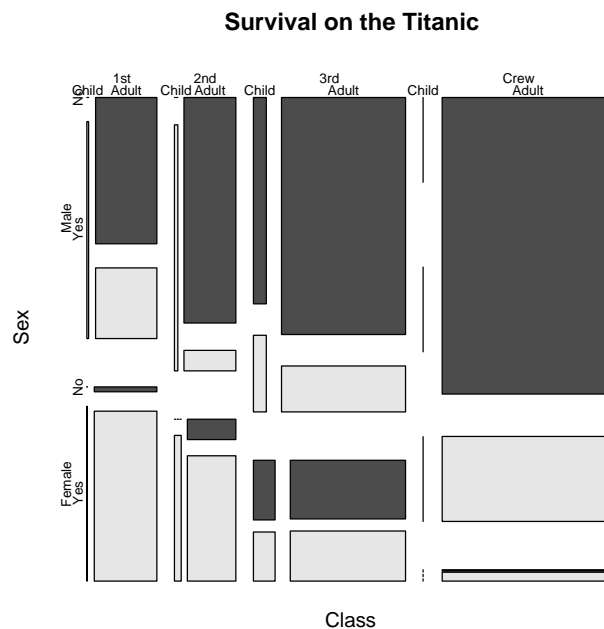 Survival on the Titanic
1st 2nd 3rd Crew
Child Adult Child Adult Child Adult Child Adult
No
Male
Yes
Sex
No
Female
Yes
Class